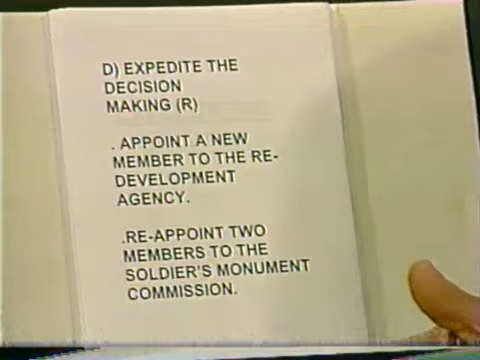 D) EXPEDITE THE
DECISION
MAKING (R)
. APPOINT A NEW
MEMBER TO THE RE-
DEVELOPMENT
AGENCY.
.RE-APPOINT TWO
MEMBERS TO THE
SOLDIER'S MONUMENT
COMMISSION.